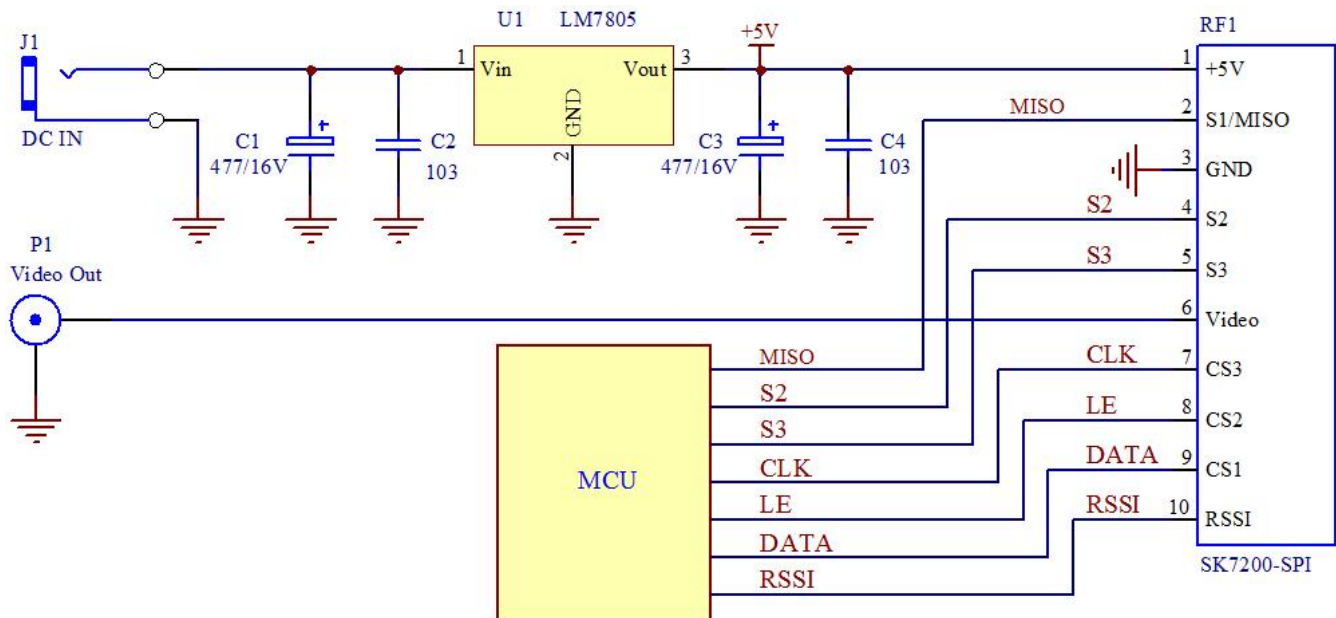 U1 LM7805
RF1
J1
DC IN
1 Vin
Vout 3
GND
2
+5V
C1
477/16V
+
C2
103
C3
477/16V
+
C4
103
P1
Video Out
MISO
S2
S3
CLK
LE
DATA
RSSI
1 +5V
2 S1/MISO
3 GND
4 S2
5 S3
6 Video
7 CS3
8 CS2
9 CS1
10 RSSI
SK7200-SPI
MCU
MISO
S2
S3
CLK
LE
DATA
RSSI